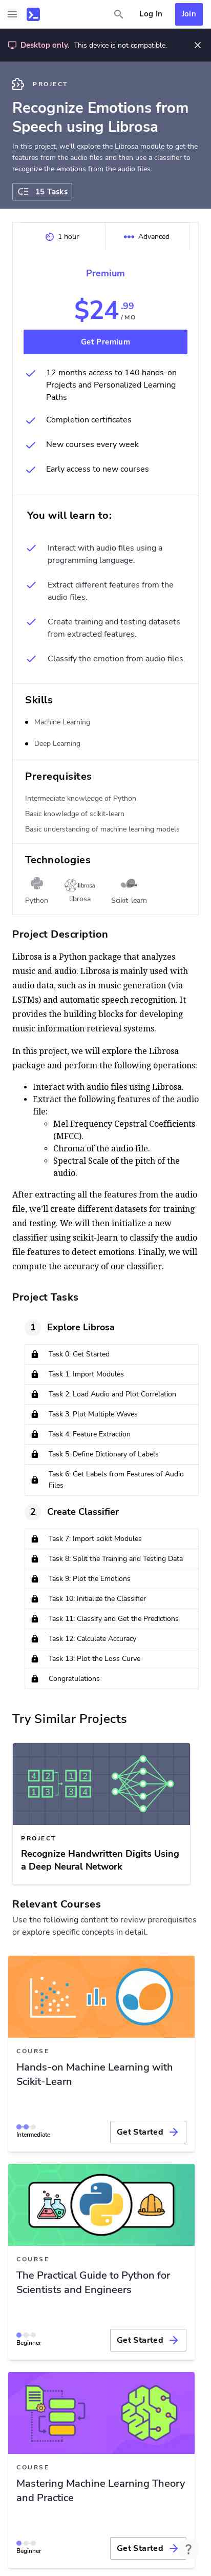 Log In
Join
Desktop only. This device is not compatible.
PROJECT
Recognize Emotions from
Speech using Librosa
In this project, we'll explore the Librosa module to get the
features from the audio files and then use a classifier to
recognize the emotions from the audio files.
15 Tasks
1 hour
Advanced
Premium
$24.99
/MO
Get Premium
12 months access to 140 hands-on
Projects and Personalized Learning
Paths
Completion certificates
New courses every week
Early access to new courses
You will learn to:
Interact with audio files using a
programming language.
Extract different features from the
audio files.
Create training and testing datasets
from extracted features.
Classify the emotion from audio files.
Skills
Machine Learning
Deep Learning
Prerequisites
Intermediate knowledge of Python
Basic knowledge of scikit-learn
Basic understanding of machine learning models
Technologies
librosa
Python
librosa
Scikit-learn
Project Description
Librosa is a Python package that analyzes
music and audio. Librosa is mainly used with
audio data, such as in music generation (via
LSTMs) and automatic speech recognition. It
provides the building blocks for developing
music information retrieval systems.
In this project, we will explore the Librosa
package and perform the following operations:
• Interact with audio files using Librosa.
• Extract the following features of the audio
file:
◦ Mel Frequency Cepstral Coefficients
(MFCC).
◦ Chroma of the audio file.
◦ Spectral Scale of the pitch of the
audio.
After extracting all the features from the audio
file, we'll create different datasets for training
and testing. We will then initialize a new
classifier using scikit-learn to classify the audio
file features to detect emotions. Finally, we will
compute the accuracy of our classifier.
Project Tasks
1 Explore Librosa
Task 0: Get Started
Task 1: Import Modules
Task 2: Load Audio and Plot Correlation
Task 3: Plot Multiple Waves
Task 4: Feature Extraction
Task 5: Define Dictionary of Labels
Task 6: Get Labels from Features of Audio
Files
2 Create Classifier
Task 7: Import scikit Modules
Task 8: Split the Training and Testing Data
Task 9: Plot the Emotions
Task 10: Initialize the Classifier
Task 11: Classify and Get the Predictions
Task 12: Calculate Accuracy
Task 13: Plot the Loss Curve
Congratulations
Try Similar Projects
4 2 1 2
1 3 3 4
PROJECT
Recognize Handwritten Digits Using
a Deep Neural Network
Relevant Courses
Use the following content to review prerequisites
or explore specific concepts in detail.
COURSE
Hands-on Machine Learning with
Scikit-Learn
Intermediate
Get Started
COURSE
The Practical Guide to Python for
Scientists and Engineers
Beginner
Get Started
COURSE
Mastering Machine Learning Theory
and Practice
Beginner
Get Started
?